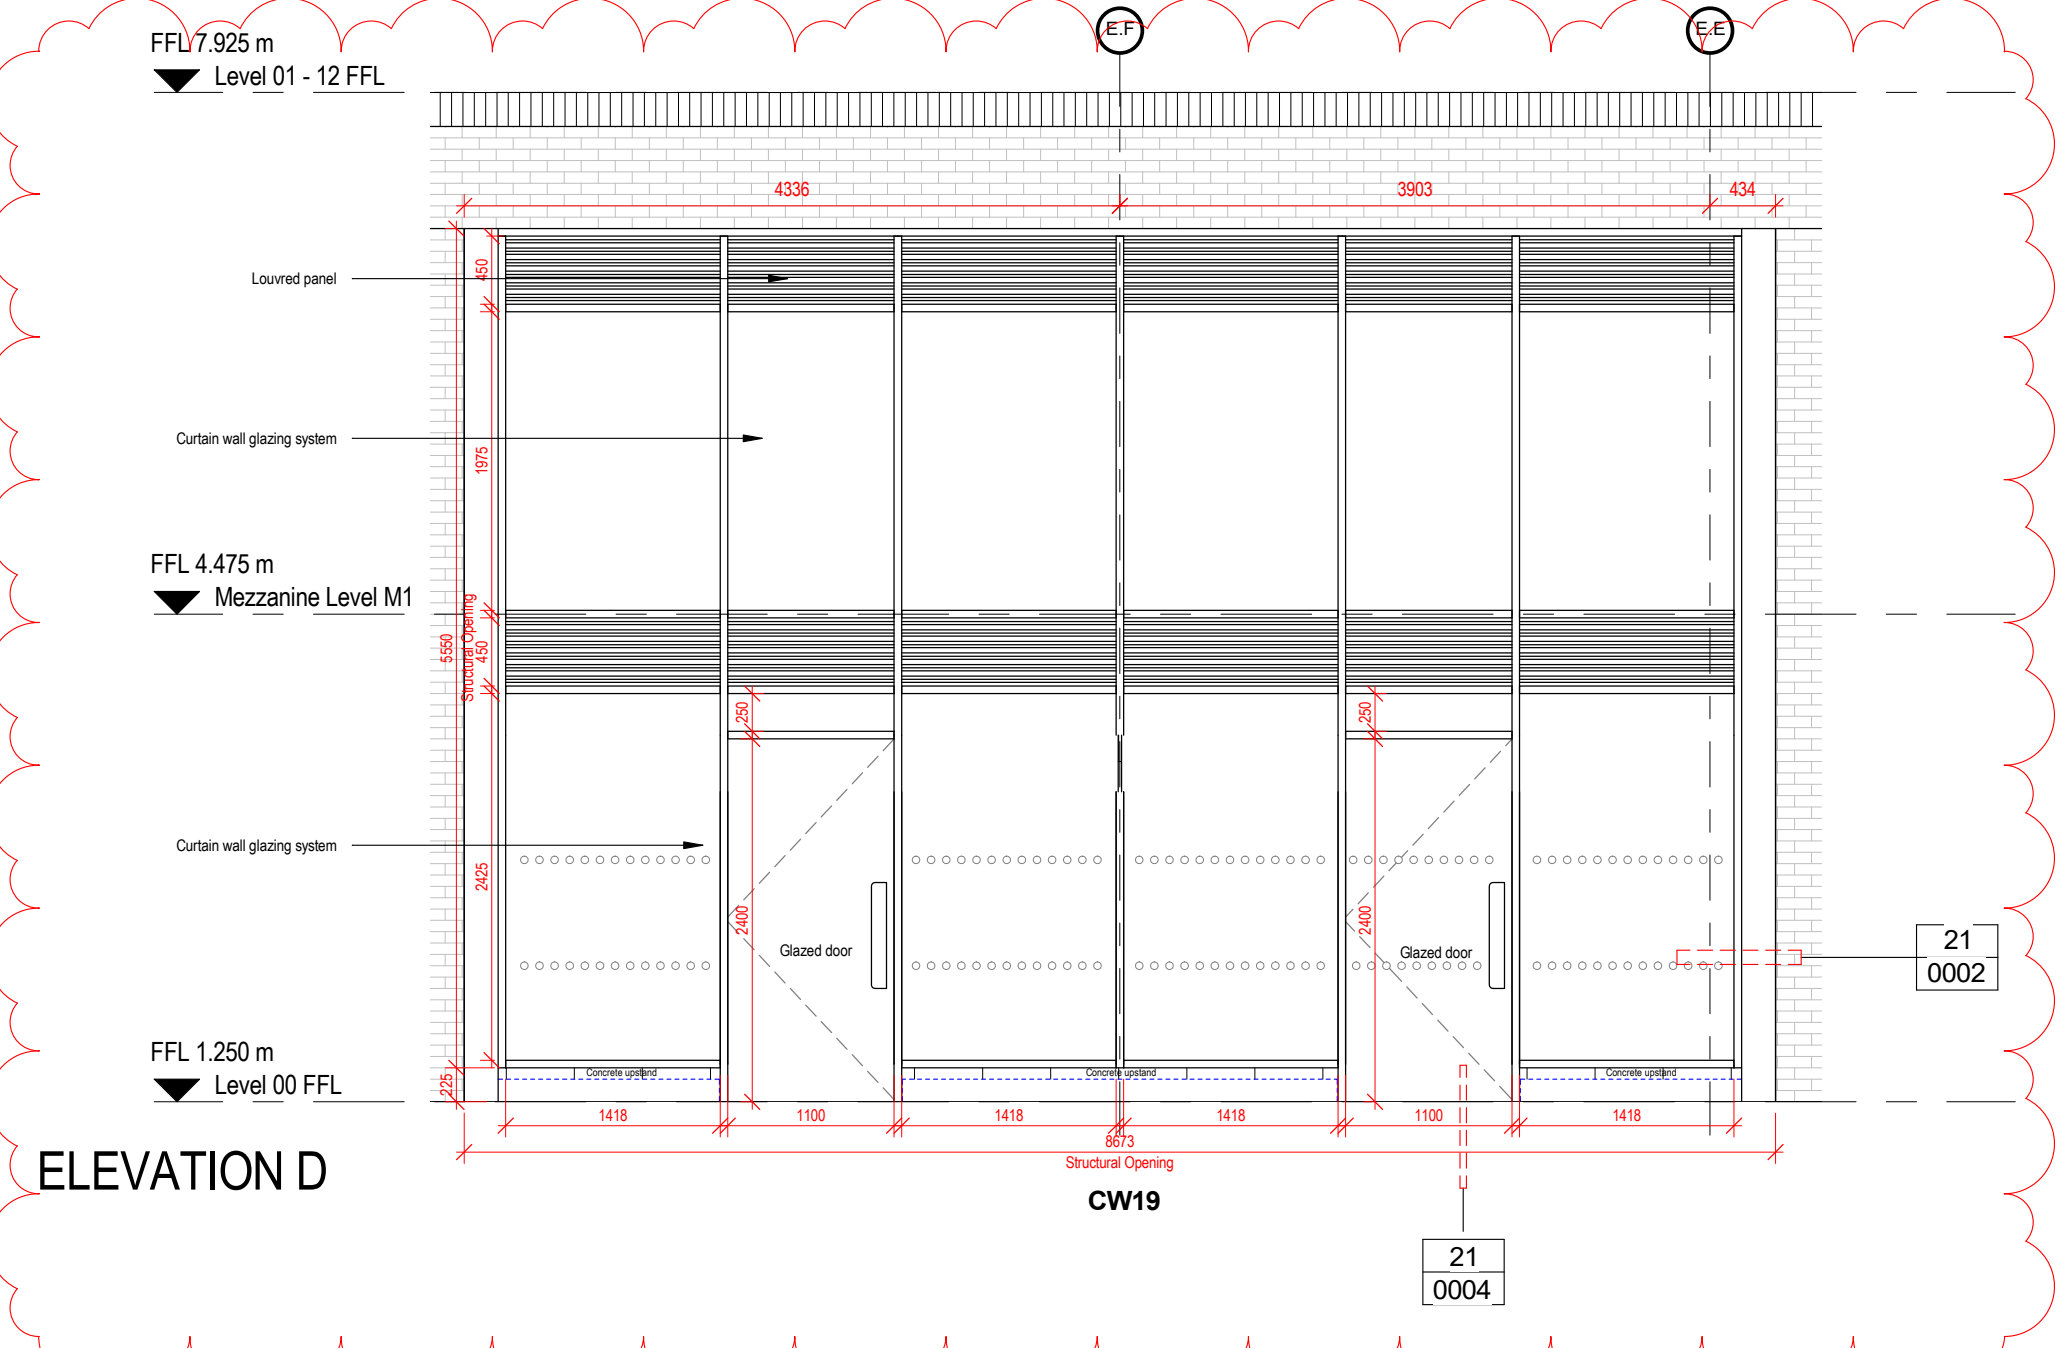 E.F
E.E
FFL 7.925 m
Level 01 - 12 FFL
4336
3903
434
450
Louvred panel
Curtain wall glazing system
1975
FFL 4.475 m
Mezzanine Level M1
5550
Structural Opening
450
250
250
Curtain wall glazing system
2425
2400
2400
Glazed door
Glazed door
21
0002
FFL 1.250 m
Level 00 FFL
225
Concrete upstand
Concrete upstand
Concrete upstand
1418
1100
1418
1418
1100
1418
8673
Structural Opening
ELEVATION D
CW19
21
0004